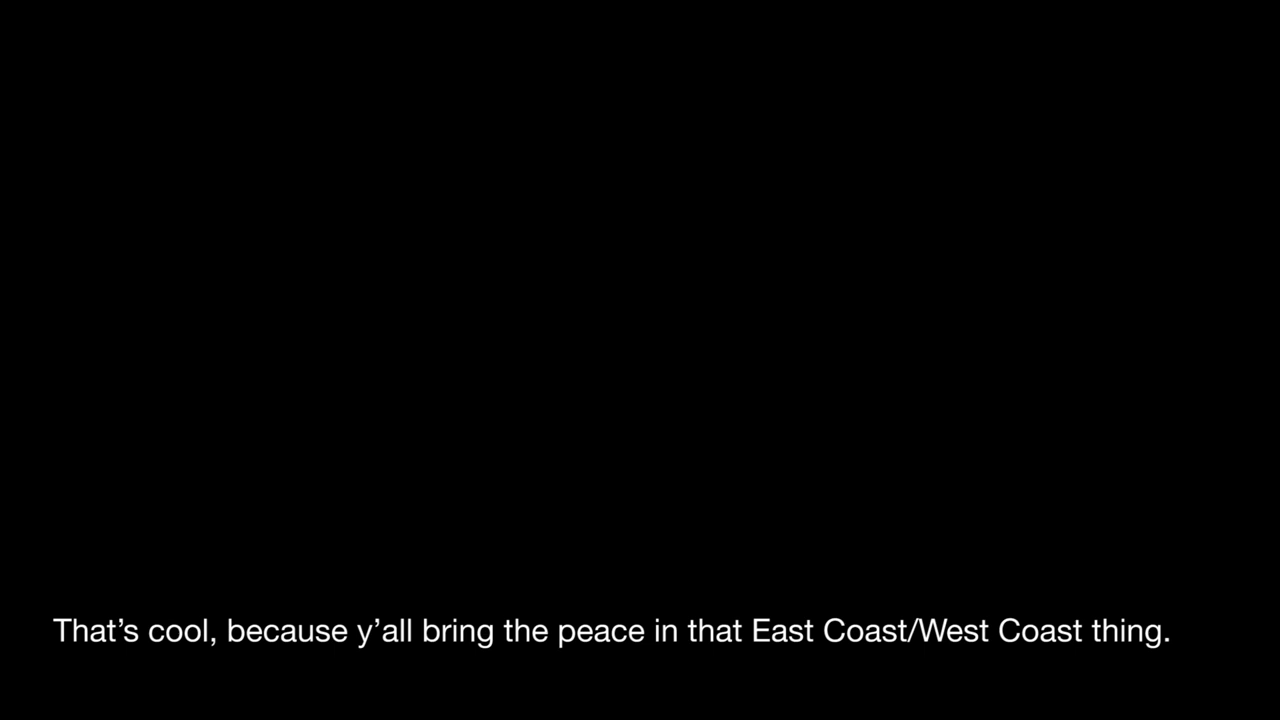 That’s cool, because y’all bring the peace in that East Coast/West Coast thing.